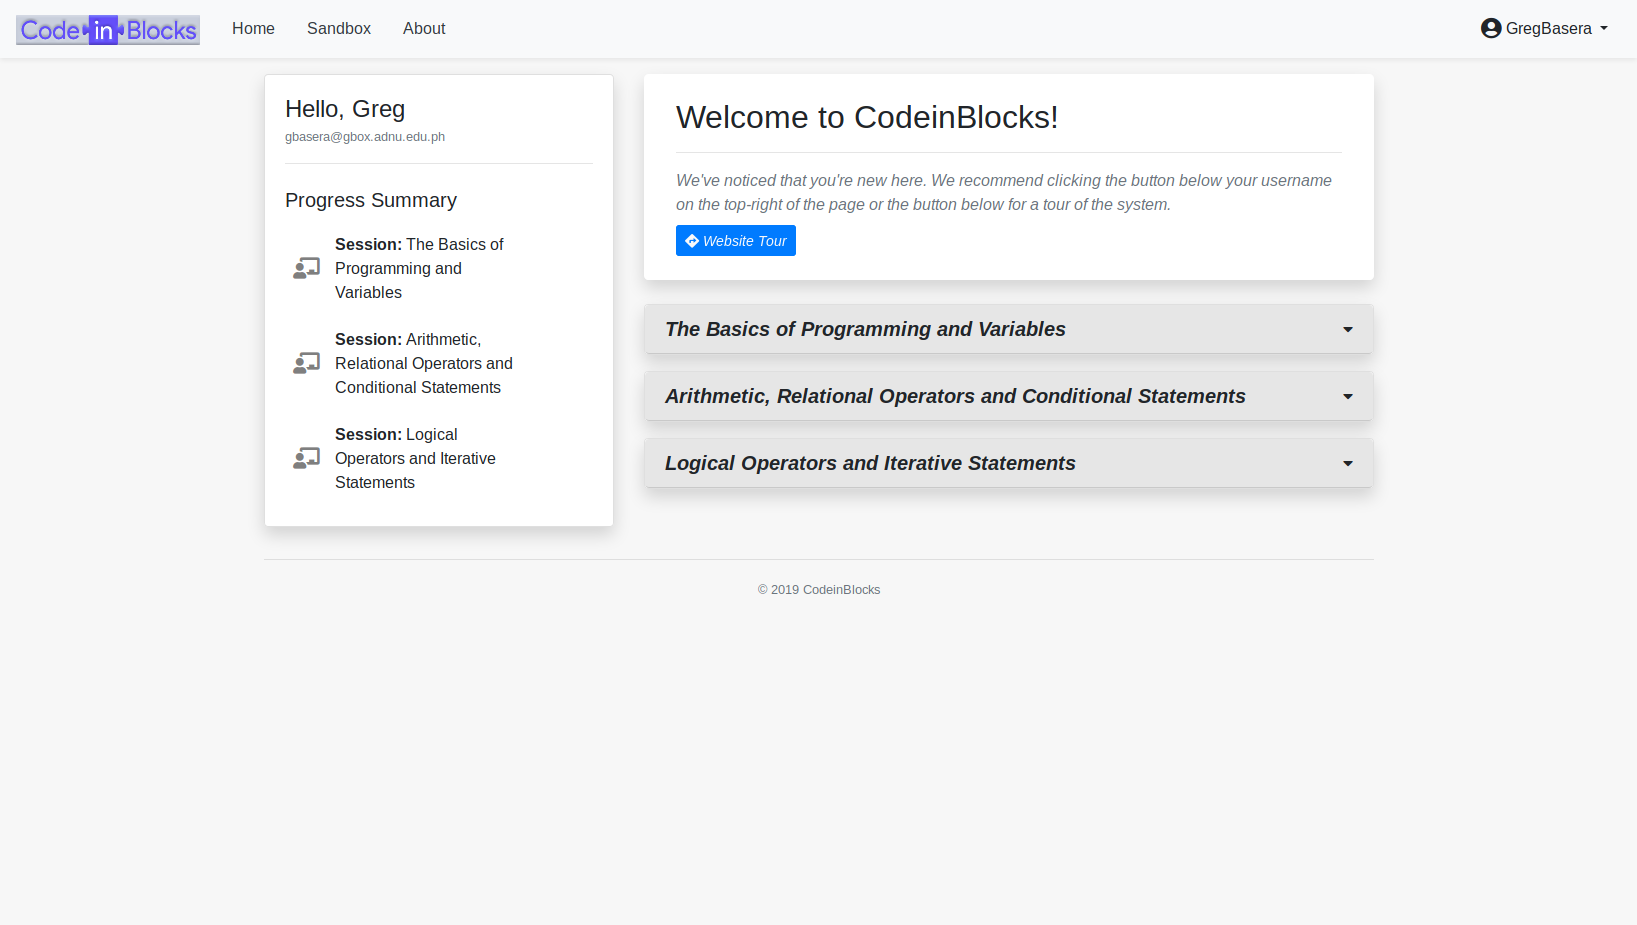 Code in Blocks
Home
Sandbox
About
GregBasera
Hello, Greg
gbasera@gbox.adnu.edu.ph
Progress Summary
Session: The Basics of
Programming and
Variables
Session: Arithmetic,
Relational Operators and
Conditional Statements
Session: Logical
Operators and Iterative
Statements
Welcome to CodeinBlocks!
We've noticed that you're new here. We recommend clicking the button below your username
on the top-right of the page or the button below for a tour of the system.
Website Tour
The Basics of Programming and Variables
Arithmetic, Relational Operators and Conditional Statements
Logical Operators and Iterative Statements
© 2019 CodeinBlocks